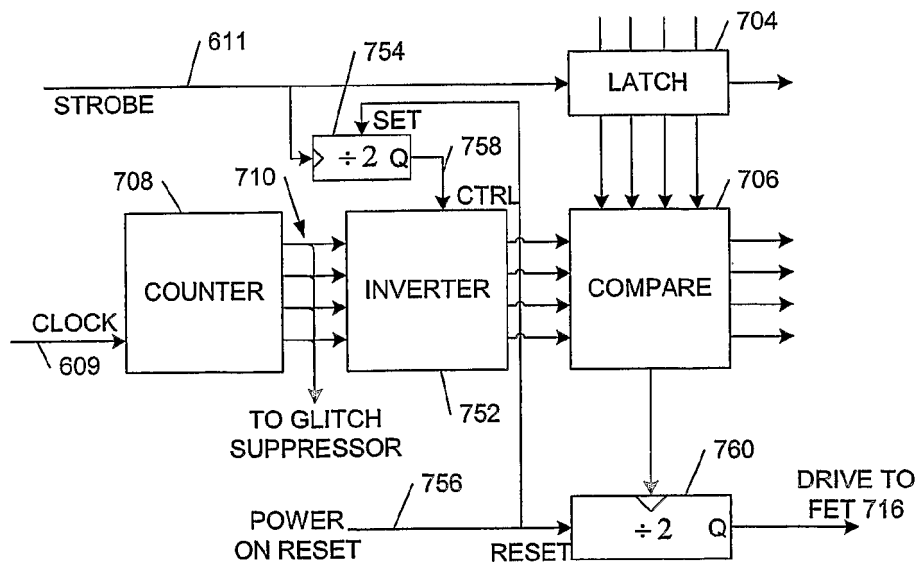 611
754
704
LATCH
STROBE
SET
÷2 Q
758
708
710
CTRL
706
COUNTER
INVERTER
COMPARE
CLOCK
609
752
TO GLITCH
SUPPRESSOR
756
760
DRIVE TO
FET 716
POWER
ON RESET
RESET
÷2 Q